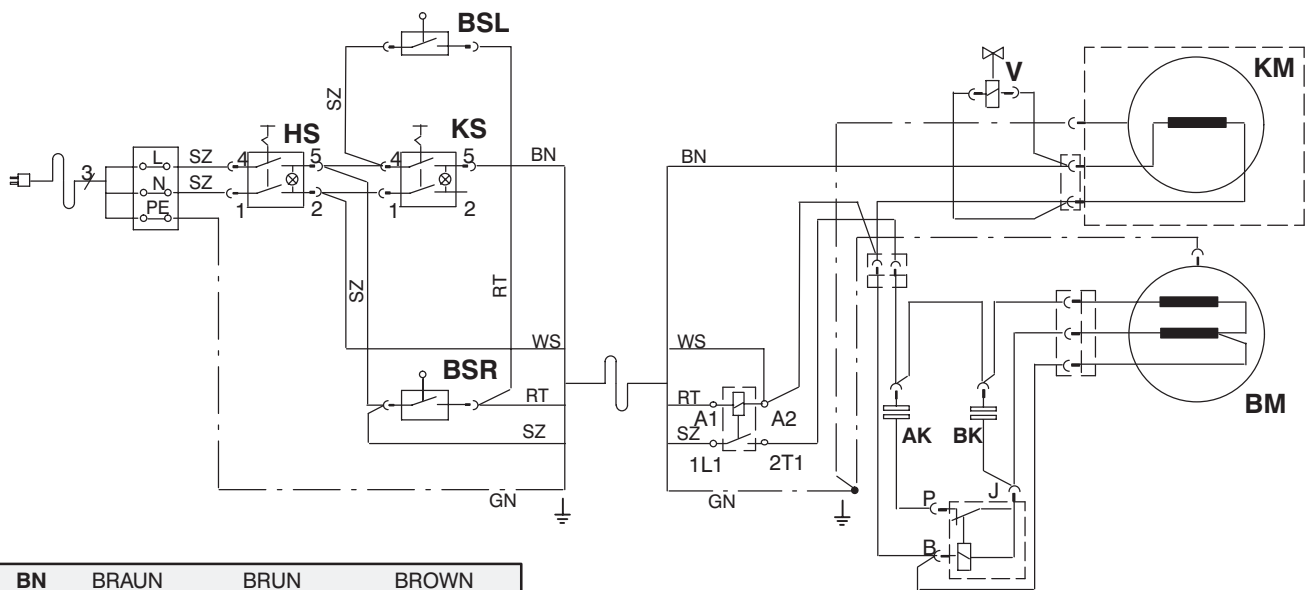 BSL
V
KM
SZ
HS
KS
3
L
SZ
4
5
4
5
BN
BN
N
SZ
PE
1
2
1
2
SZ
RT
WS
WS
BSR
RT
RT
A1
A2
BM
SZ
SZ
1L1
2T1
AK
BK
GN
GN
P
J
B
BN BRAUN BRUN BROWN